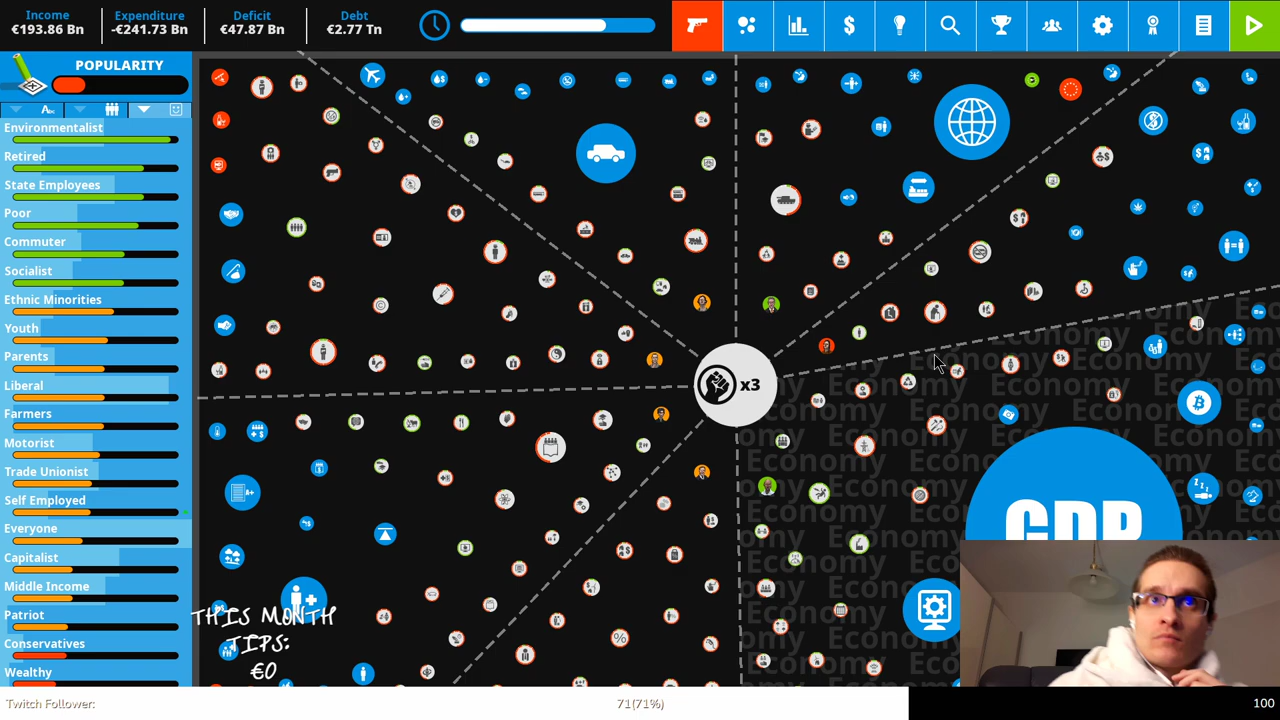 Income
€193.86 Bn
Expenditure
-€241.73 Bn
Deficit
€47.87 Bn
Debt
€2.77 Tn
POPULARITY
Environmentalist
Retired
State Employees
Poor
Commuter
Socialist
Ethnic Minorities
Youth
Parents
Liberal
Farmers
Motorist
Trade Unionist
Self Employed
Everyone
Capitalist
Middle Income
Patriot
Conservatives
Wealthy
x3
Economy
GDP
THIS MONTH
TIPS:
€0
Twitch Follower:
71(71%)
100